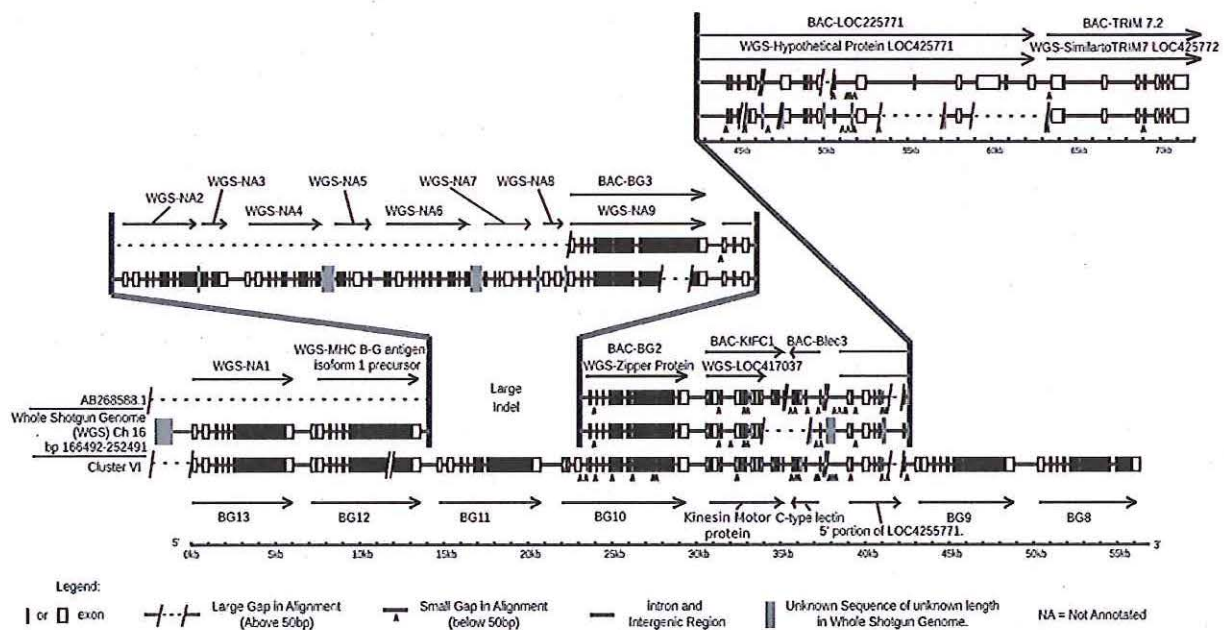 BAC-LOC225771
BAC-TRIM 7.2
WGS-Hypothetical Protein LOC425771
WGS-SimilartoTRIM7 LOC425772
45kb 50kb 55kb 60kb 65kb 70kb
WGS-NA3 WGS-NA5 WGS-NA7 WGS-NA8 BAC-BG3
WGS-NA2 WGS-NA4 WGS-NA6 WGS-NA9
WGS-MHC B-G antigen
isoform 1 precursor
WGS-NA1
Large
Indel
BAC-BG2 BAC-KIFC1 BAC-Blec3
WGS-Zipper Protein WGS-LOC417037
AB268588.1
Whole Shotgun Genome
(WGS) Ch 16
bp 166492-252491
Cluster VI
BG13 BG12 BG11 BG10 Kinesin Motor protein C-type lectin 5' portion of LOC4255771. BG9 BG8
5' 3'
0kb 5kb 10kb 15kb 20kb 25kb 30kb 35kb 40kb 45kb 50kb 55kb
Legend:
or exon
Large Gap in Alignment
(Above 50bp)
Small Gap in Alignment
(below 50bp)
Intron and
Intergenic Region
Unknown Sequence of unknown length
in Whole Shotgun Genome.
NA = Not Annotated